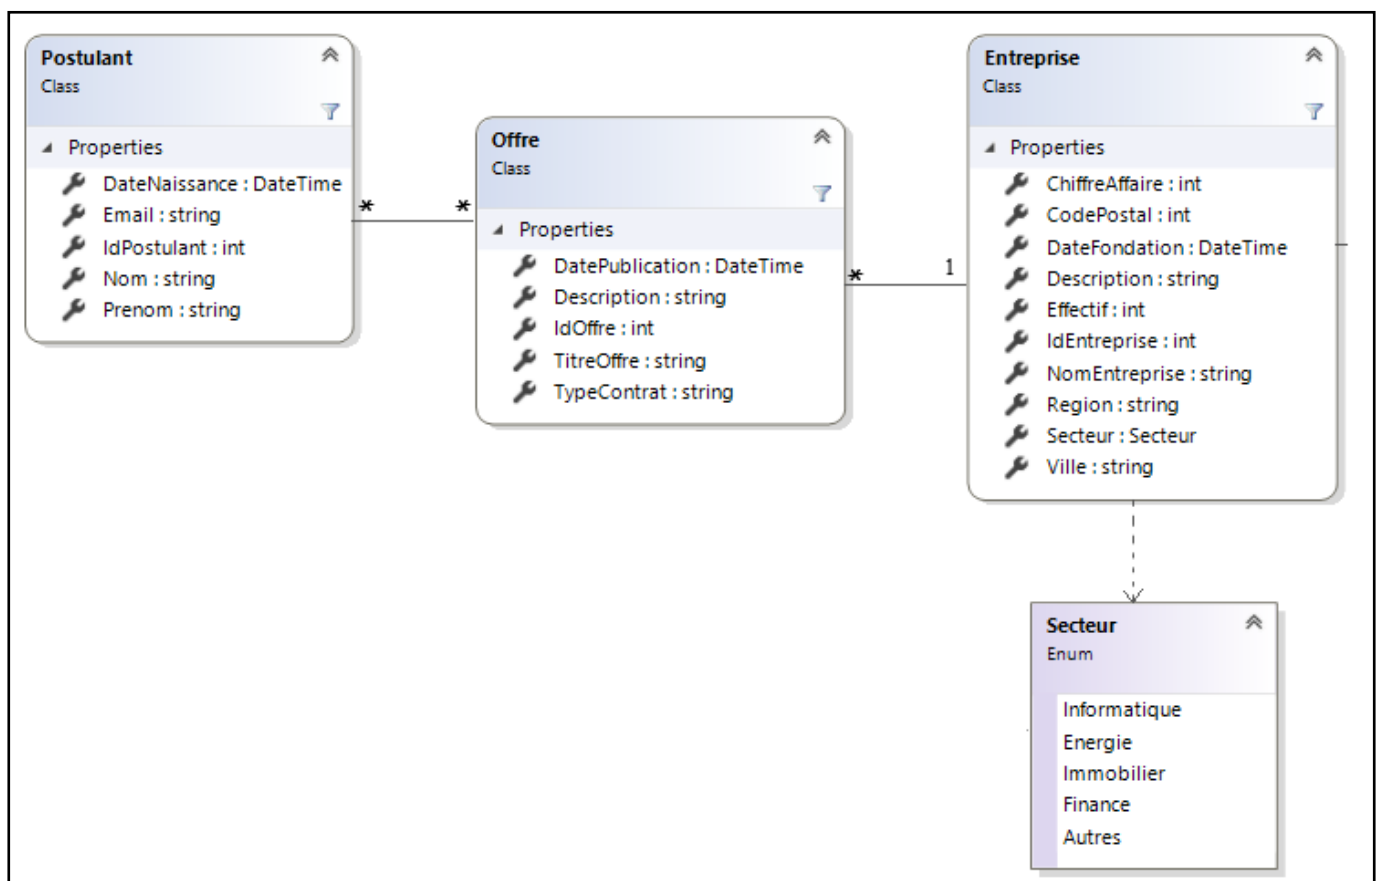 Postulant
Class
Properties
DateNaissance : DateTime
Email : string
IdPostulant : int
Nom : string
Prenom : string
*
*
Offre
Class
Properties
DatePublication : DateTime
Description : string
IdOffre : int
TitreOffre : string
TypeContrat : string
*
1
Entreprise
Class
Properties
ChiffreAffaire : int
CodePostal : int
DateFondation : DateTime
Description : string
Effectif : int
IdEntreprise : int
NomEntreprise : string
Region : string
Secteur : Secteur
Ville : string
Secteur
Enum
Informatique
Energie
Immobilier
Finance
Autres